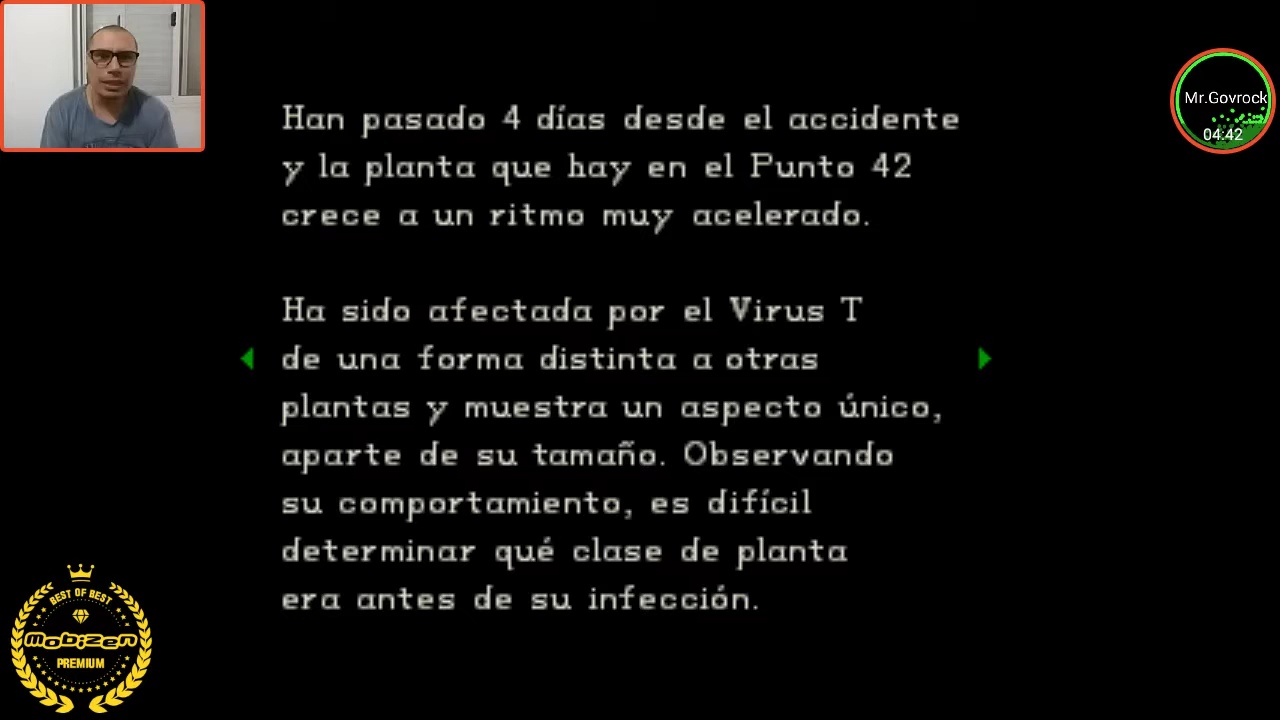 Han pasado 4 días desde el accidente
y la planta que hay en el Punto 42
crece a un ritmo muy acelerado.
Ha sido afectada por el Virus T
de una forma distinta a otras
plantas y muestra un aspecto único,
aparte de su tamaño. Observando
su comportamiento, es difícil
determinar qué clase de planta
era antes de su infección.
Mr.Govrock
04:42
BEST OF BEST
Mobizen
PREMIUM